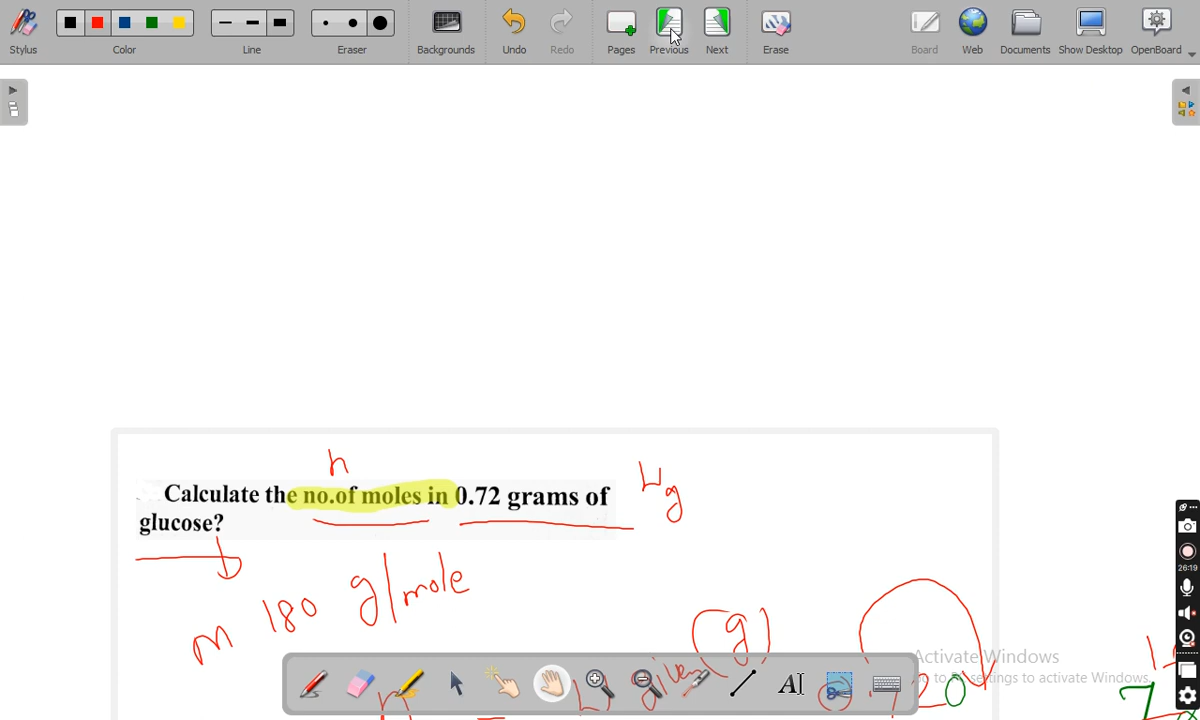 Stylus Color Line Eraser Backgrounds Undo Redo Pages Previous Next Erase Board Web Documents Show Desktop OpenBoard
n
Calculate the no.of moles in 0.72 grams of
glucose?
g
m 180 g/mole
(g)
given
Activate Windows
Go to Settings to activate Windows.
26:19